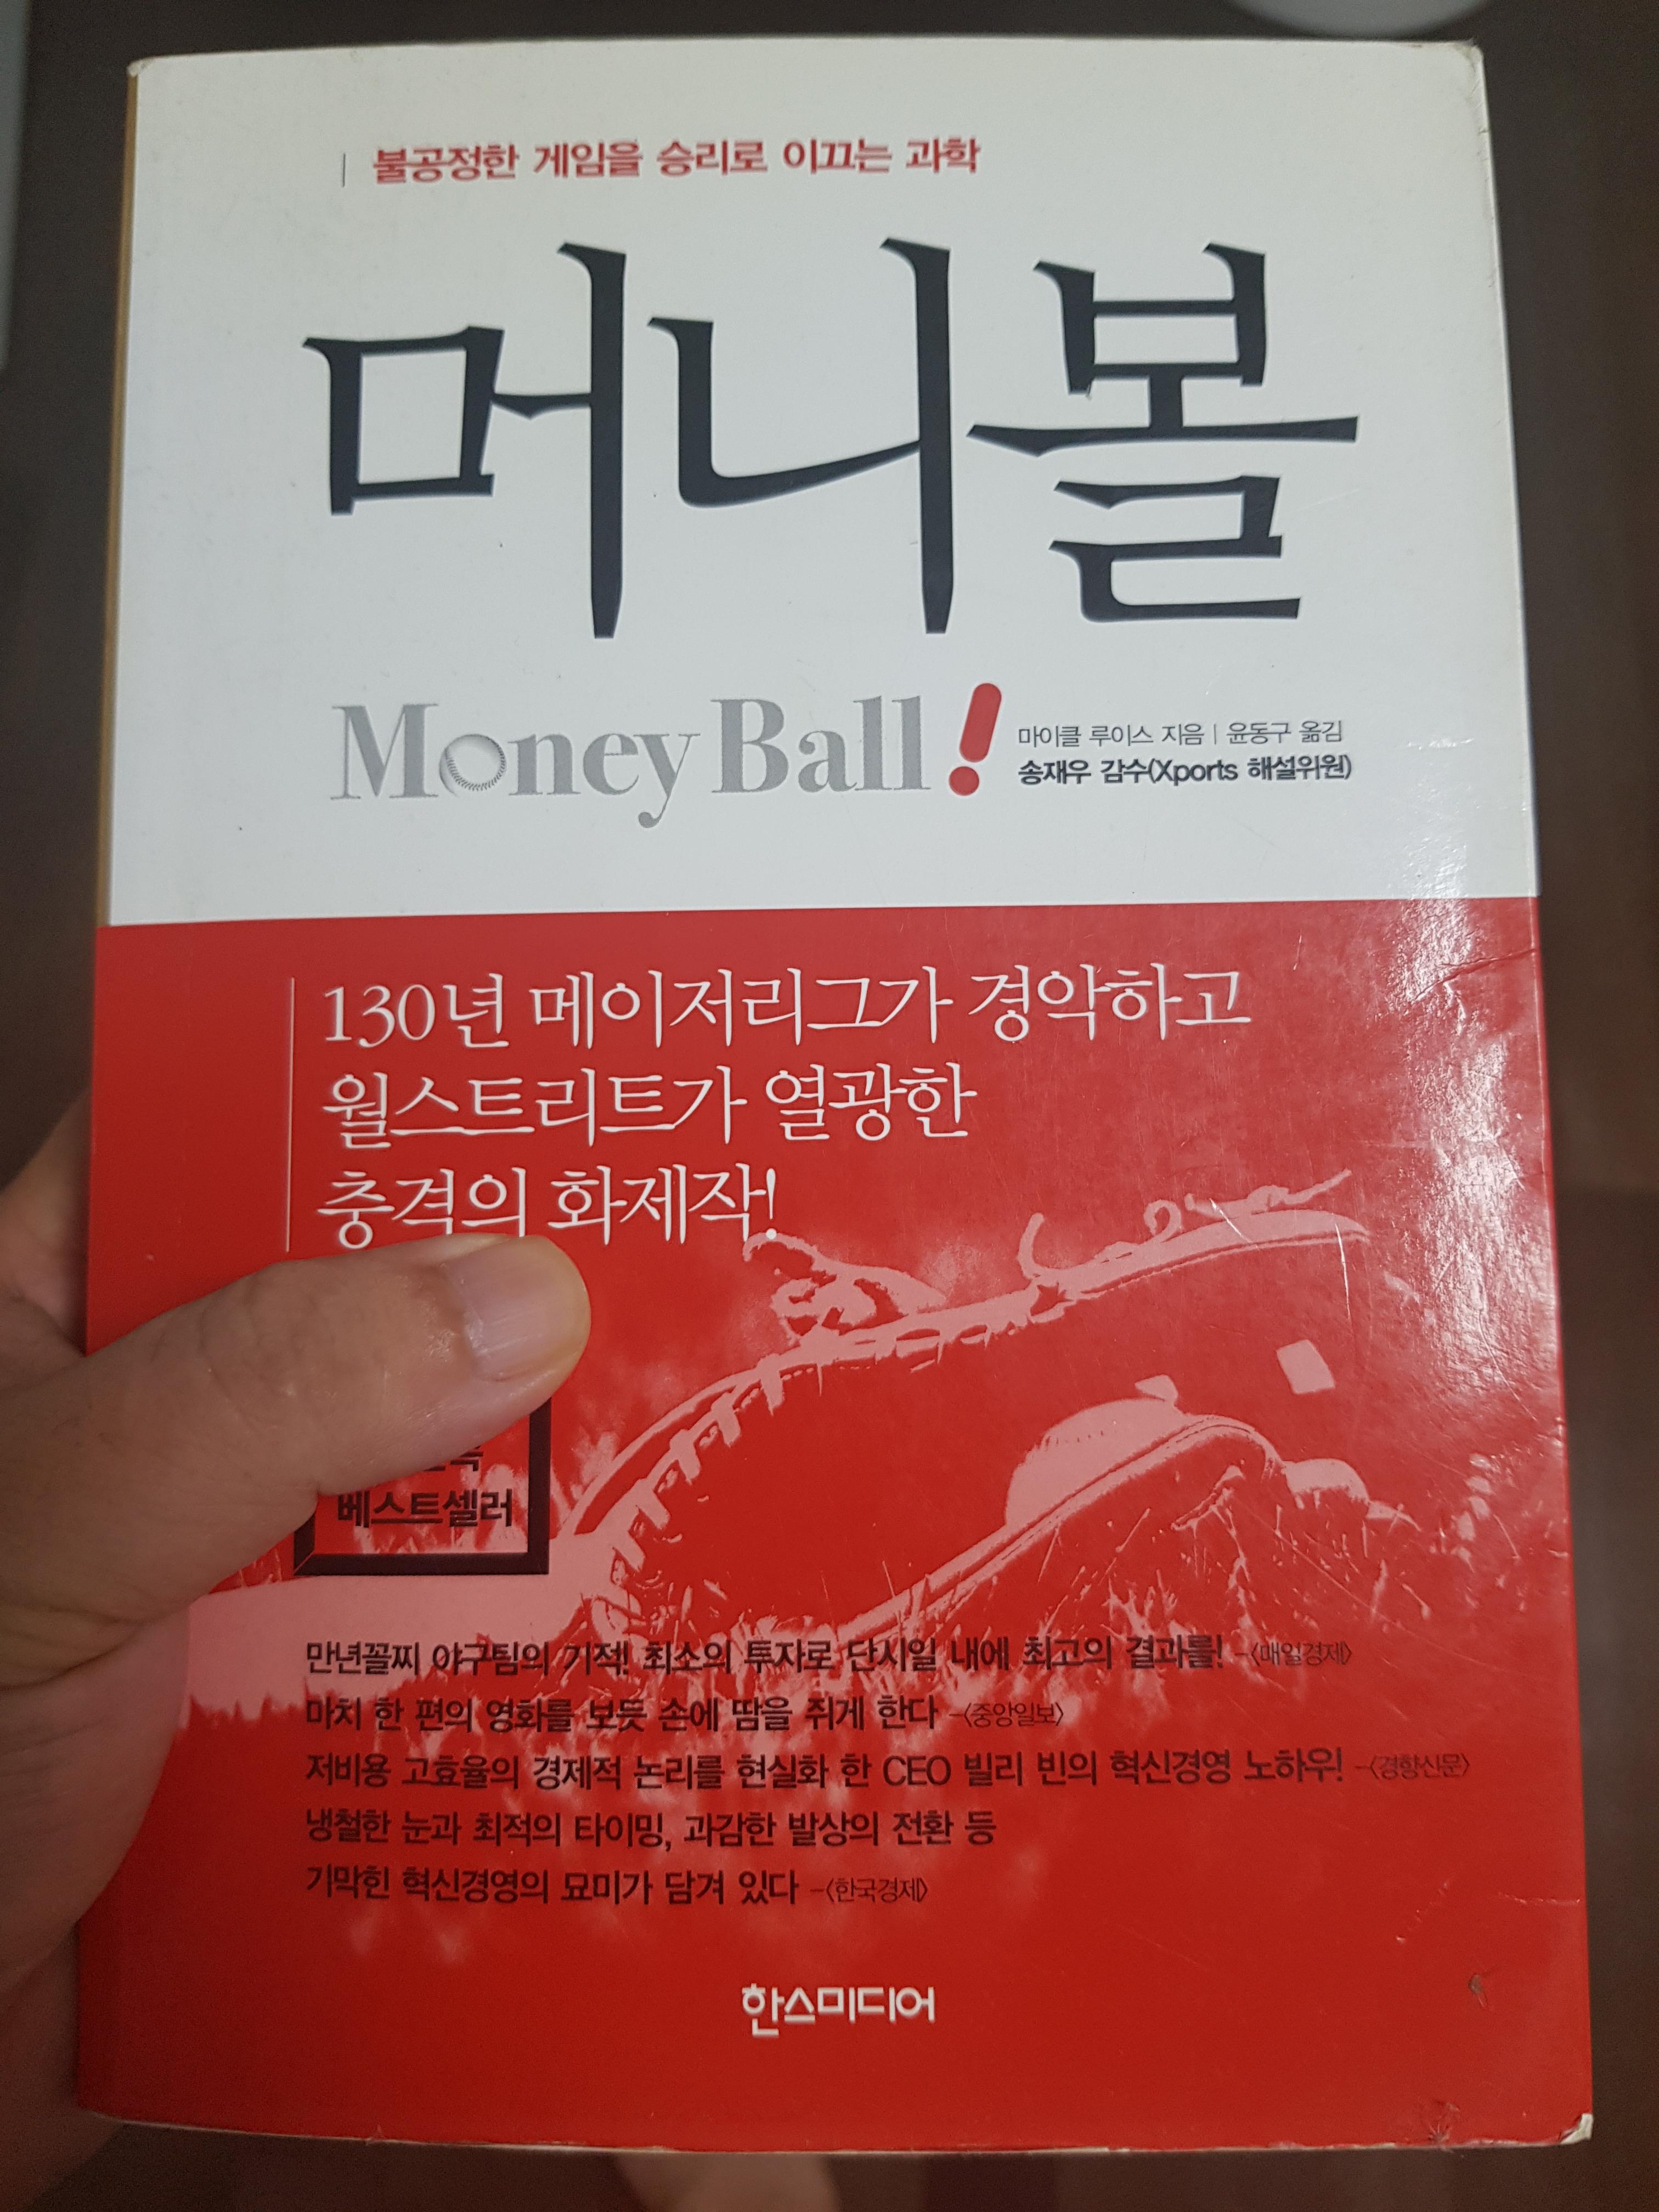 불공정한 게임을 승리로 이끄는 과학
머니볼
Money Ball!
마이클 루이스 지음 | 윤동구 옮김
송재우 감수(Xports 해설위원)
130년 메이저리그가 경악하고
월스트리트가 열광한
충격의 화제작!
베스트셀러
만년꼴찌 야구팀의 기적! 최소의 투자로 단시일 내에 최고의 결과를! -<매일경제>
마치 한 편의 영화를 보듯 손에 땀을 쥐게 한다 -<중앙일보>
저비용 고효율의 경제적 논리를 현실화 한 CEO 빌리 빈의 혁신경영 노하우! -<경향신문>
냉철한 눈과 최적의 타이밍, 과감한 발상의 전환 등
기막힌 혁신경영의 묘미가 담겨 있다 -<한국경제>
한스미디어